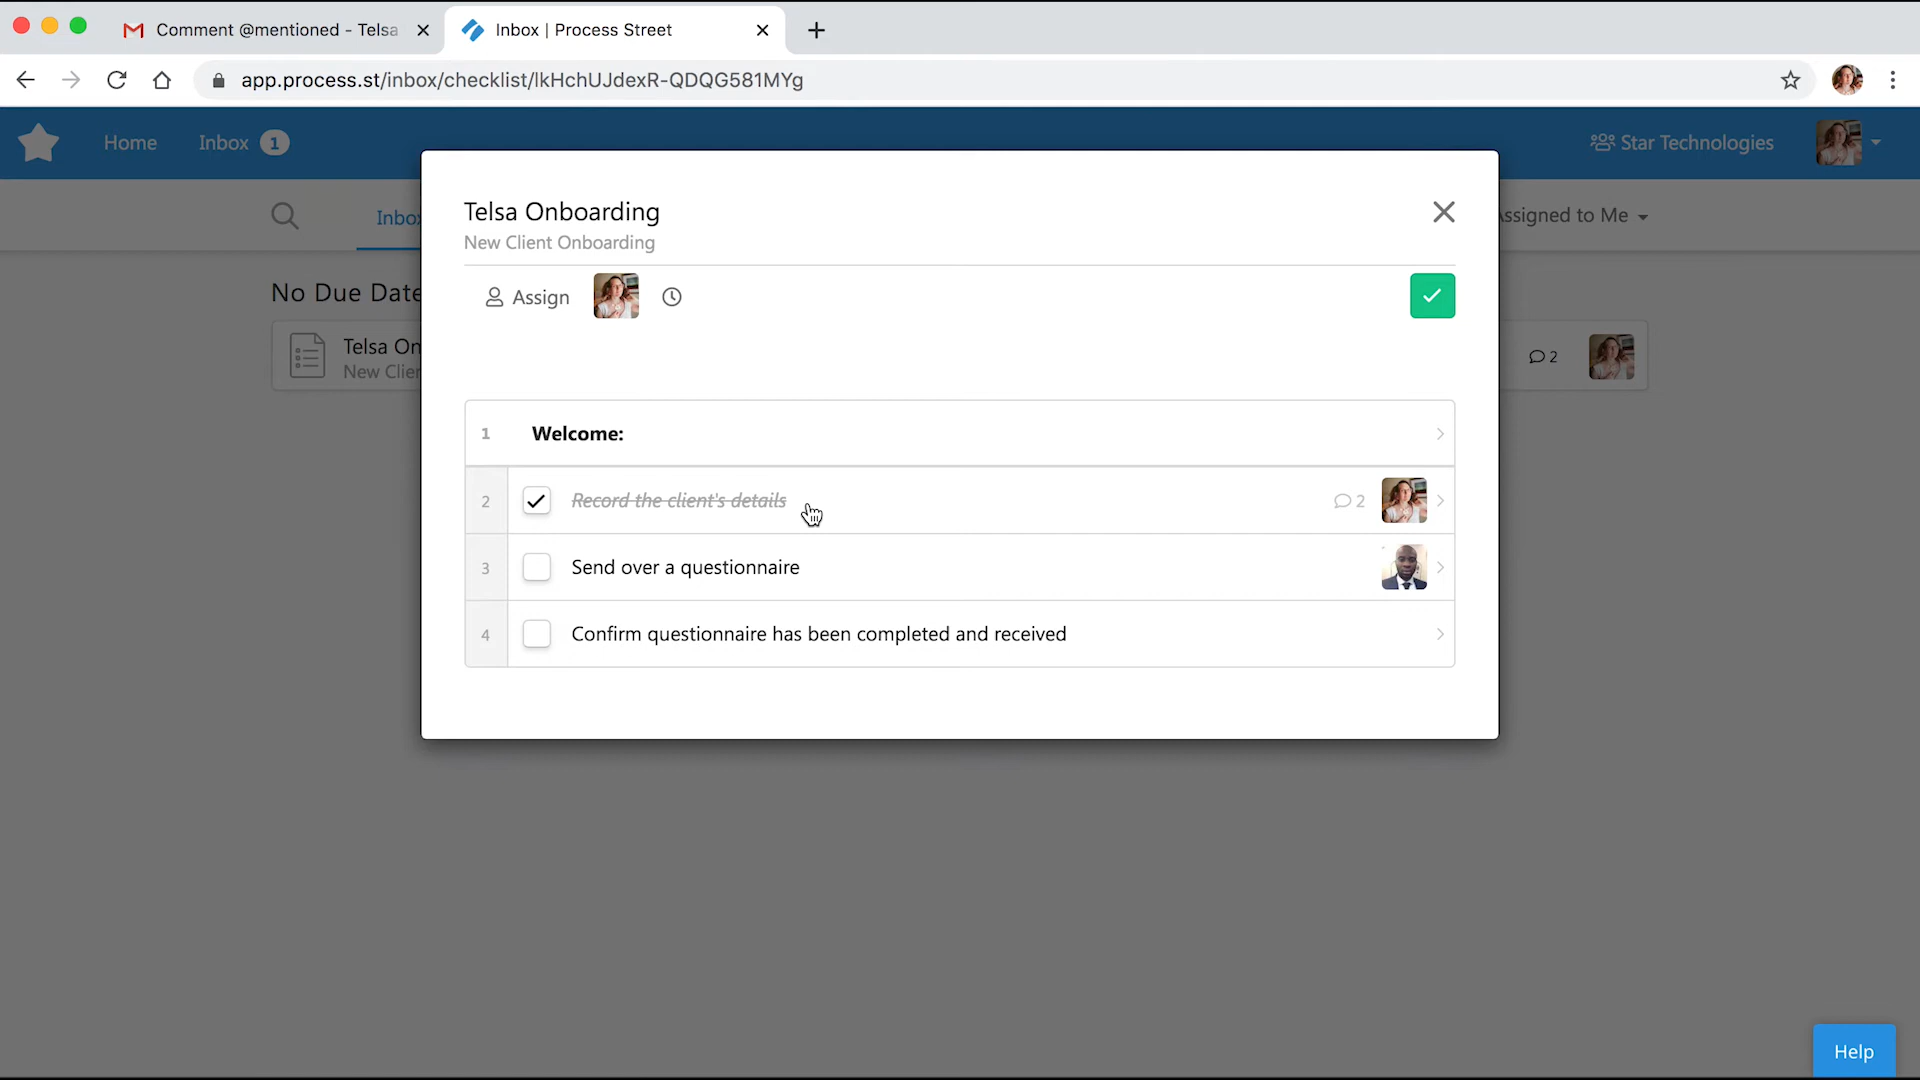 Comment @mentioned - Telsa
Inbox | Process Street
app.process.st/inbox/checklist/lkHchUJdexR-QDQG581MYg
Home
Inbox 1
Star Technologies
Telsa Onboarding
New Client Onboarding
Inbo
ssigned to Me
Assign
No Due Date
Telsa On
New Clie
2
1 Welcome:
2 Record the client's details 2
3 Send over a questionnaire
4 Confirm questionnaire has been completed and received
Help